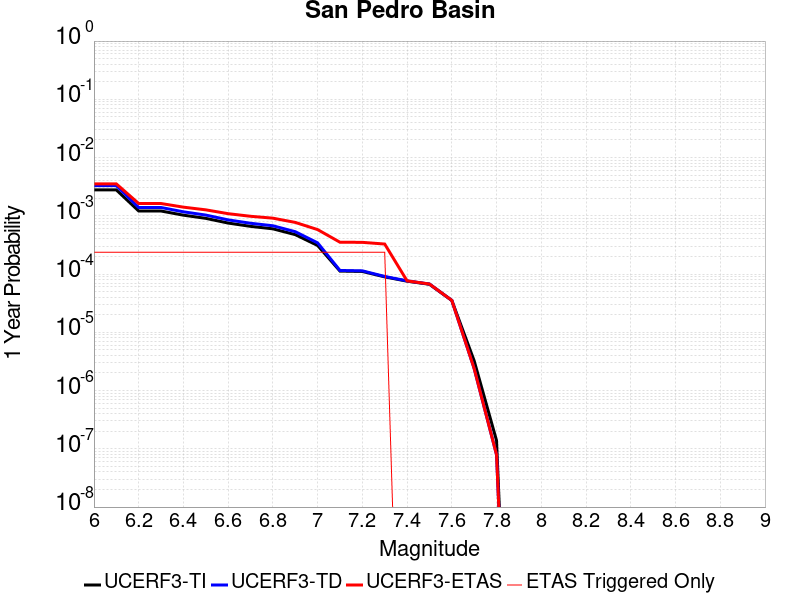 San Pedro Basin
10^0
10^-1
10^-2
10^-3
10^-4
10^-5
10^-6
10^-7
10^-8
1 Year Probability
6 6.2 6.4 6.6 6.8 7 7.2 7.4 7.6 7.8 8 8.2 8.4 8.6 8.8 9
Magnitude
UCERF3-TI UCERF3-TD UCERF3-ETAS ETAS Triggered Only